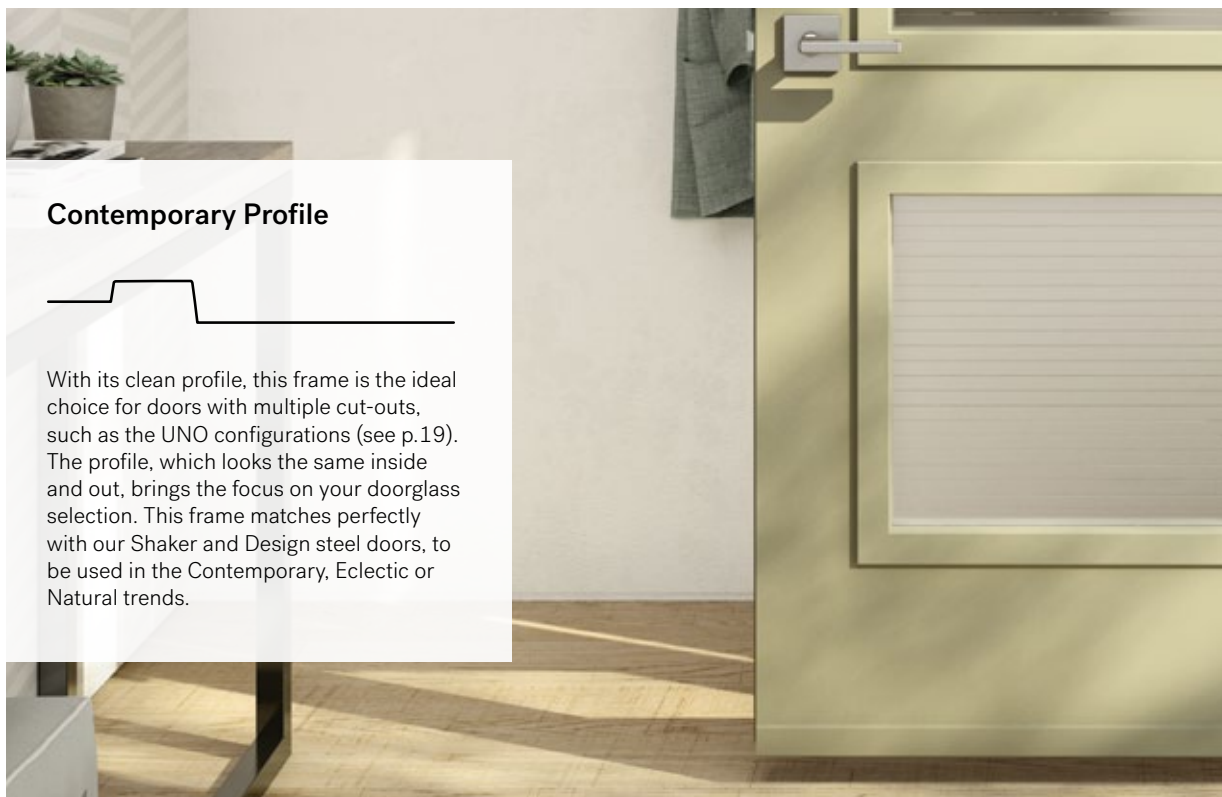 Contemporary Profile
With its clean profile, this frame is the ideal
choice for doors with multiple cut-outs,
such as the UNO configurations (see p.19).
The profile, which looks the same inside
and out, brings the focus on your doorglass
selection. This frame matches perfectly
with our Shaker and Design steel doors, to
be used in the Contemporary, Eclectic or
Natural trends.